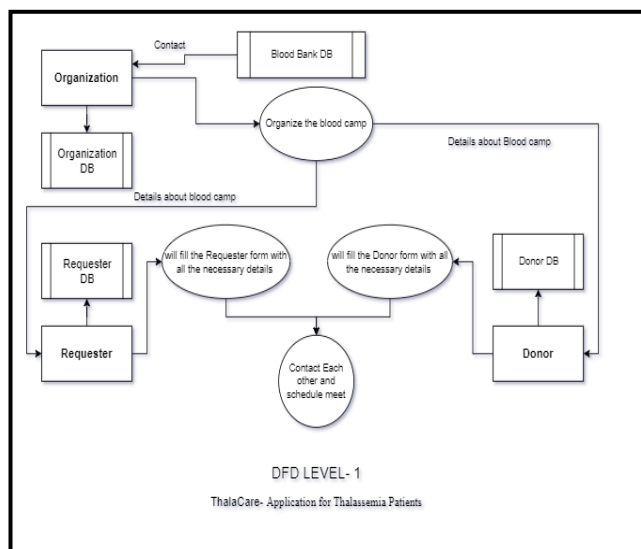 Contact
Blood Bank DB
Organization
Organize the blood camp
Details about Blood camp
Organization
DB
Details about blood camp
will fill the Requester form with
all the necessary details
will fill the Donor form with all
the necessary details
Requester
DB
Donor DB
Requester
Donor
Contact Each
other and
schedule meet
DFD LEVEL- 1
ThalaCare- Application for Thalassemia Patients